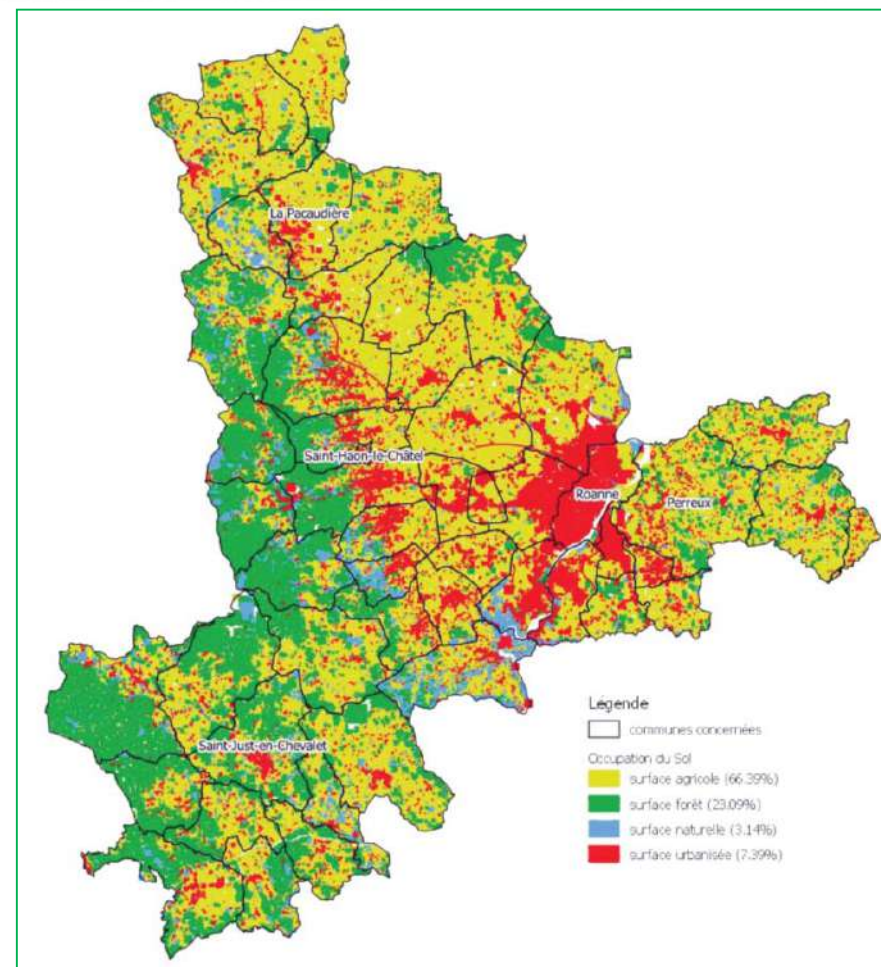 La Pacaudière
Saint-Haon-le-Châtel
Roanne
Perreux
Saint-Just-en-Chevalet
Légende
communes concernées
Occupation du Sol
surface agricole (66.39%)
surface forêt (23.09%)
surface naturelle (3.14%)
surface urbanisée (7.39%)